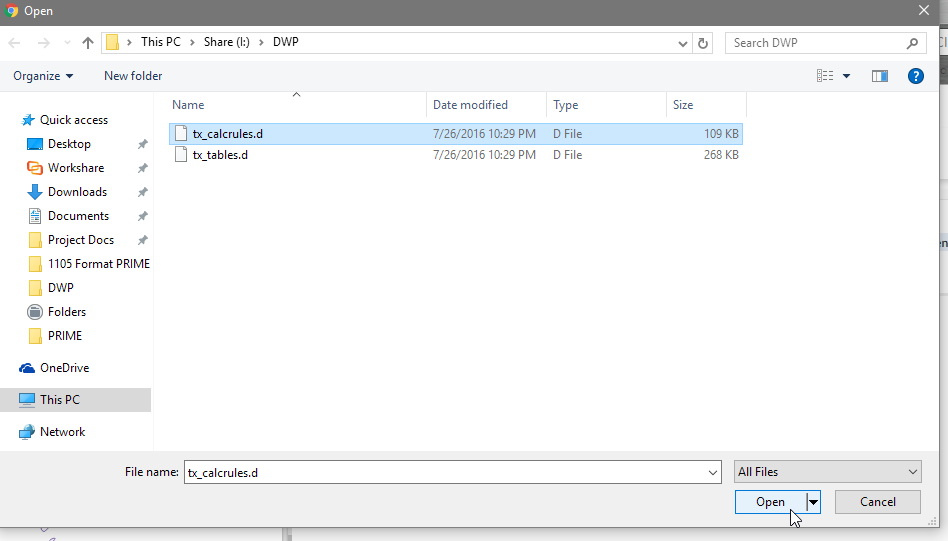 Open
This PC > Share (I:) > DWP
Search DWP
Organize
New folder
Name Date modified Type Size
tx_calcrules.d 7/26/2016 10:29 PM D File 109 KB
tx_tables.d 7/26/2016 10:29 PM D File 268 KB
Quick access
Desktop
Workshare
Downloads
Documents
Project Docs
1105 Format PRIME
DWP
Folders
PRIME
OneDrive
This PC
Network
File name: tx_calcrules.d All Files
Open Cancel